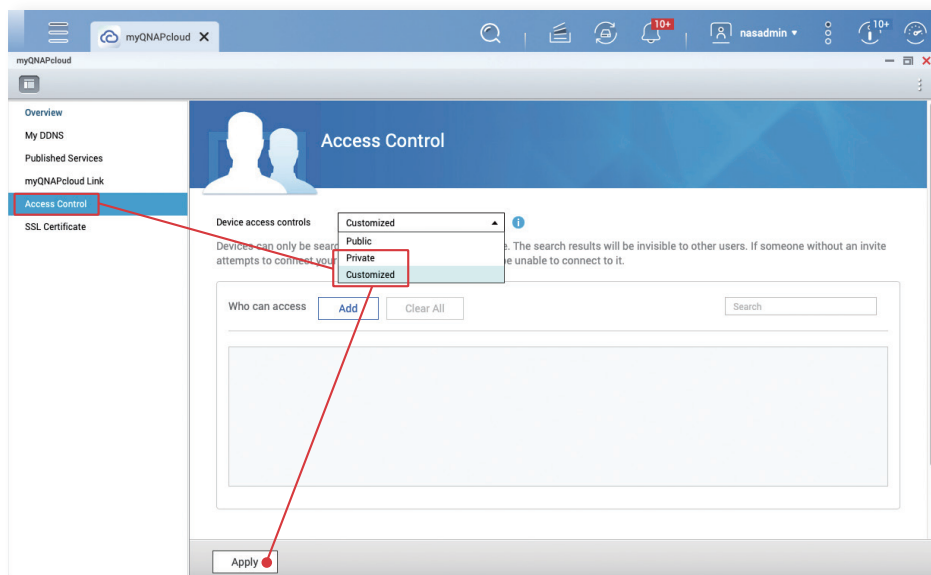 myQNAPcloud X
10+
nasadmin
10+
myQNAPcloud
Overview
My DDNS
Published Services
myQNAPcloud Link
Access Control
SSL Certificate
Access Control
Device access controls
Customized
Public
Private
Customized
Devices can only be sear e. The search results will be invisible to other users. If someone without an invite
attempts to connect your be unable to connect to it.
Who can access
Add
Clear All
Search
Apply